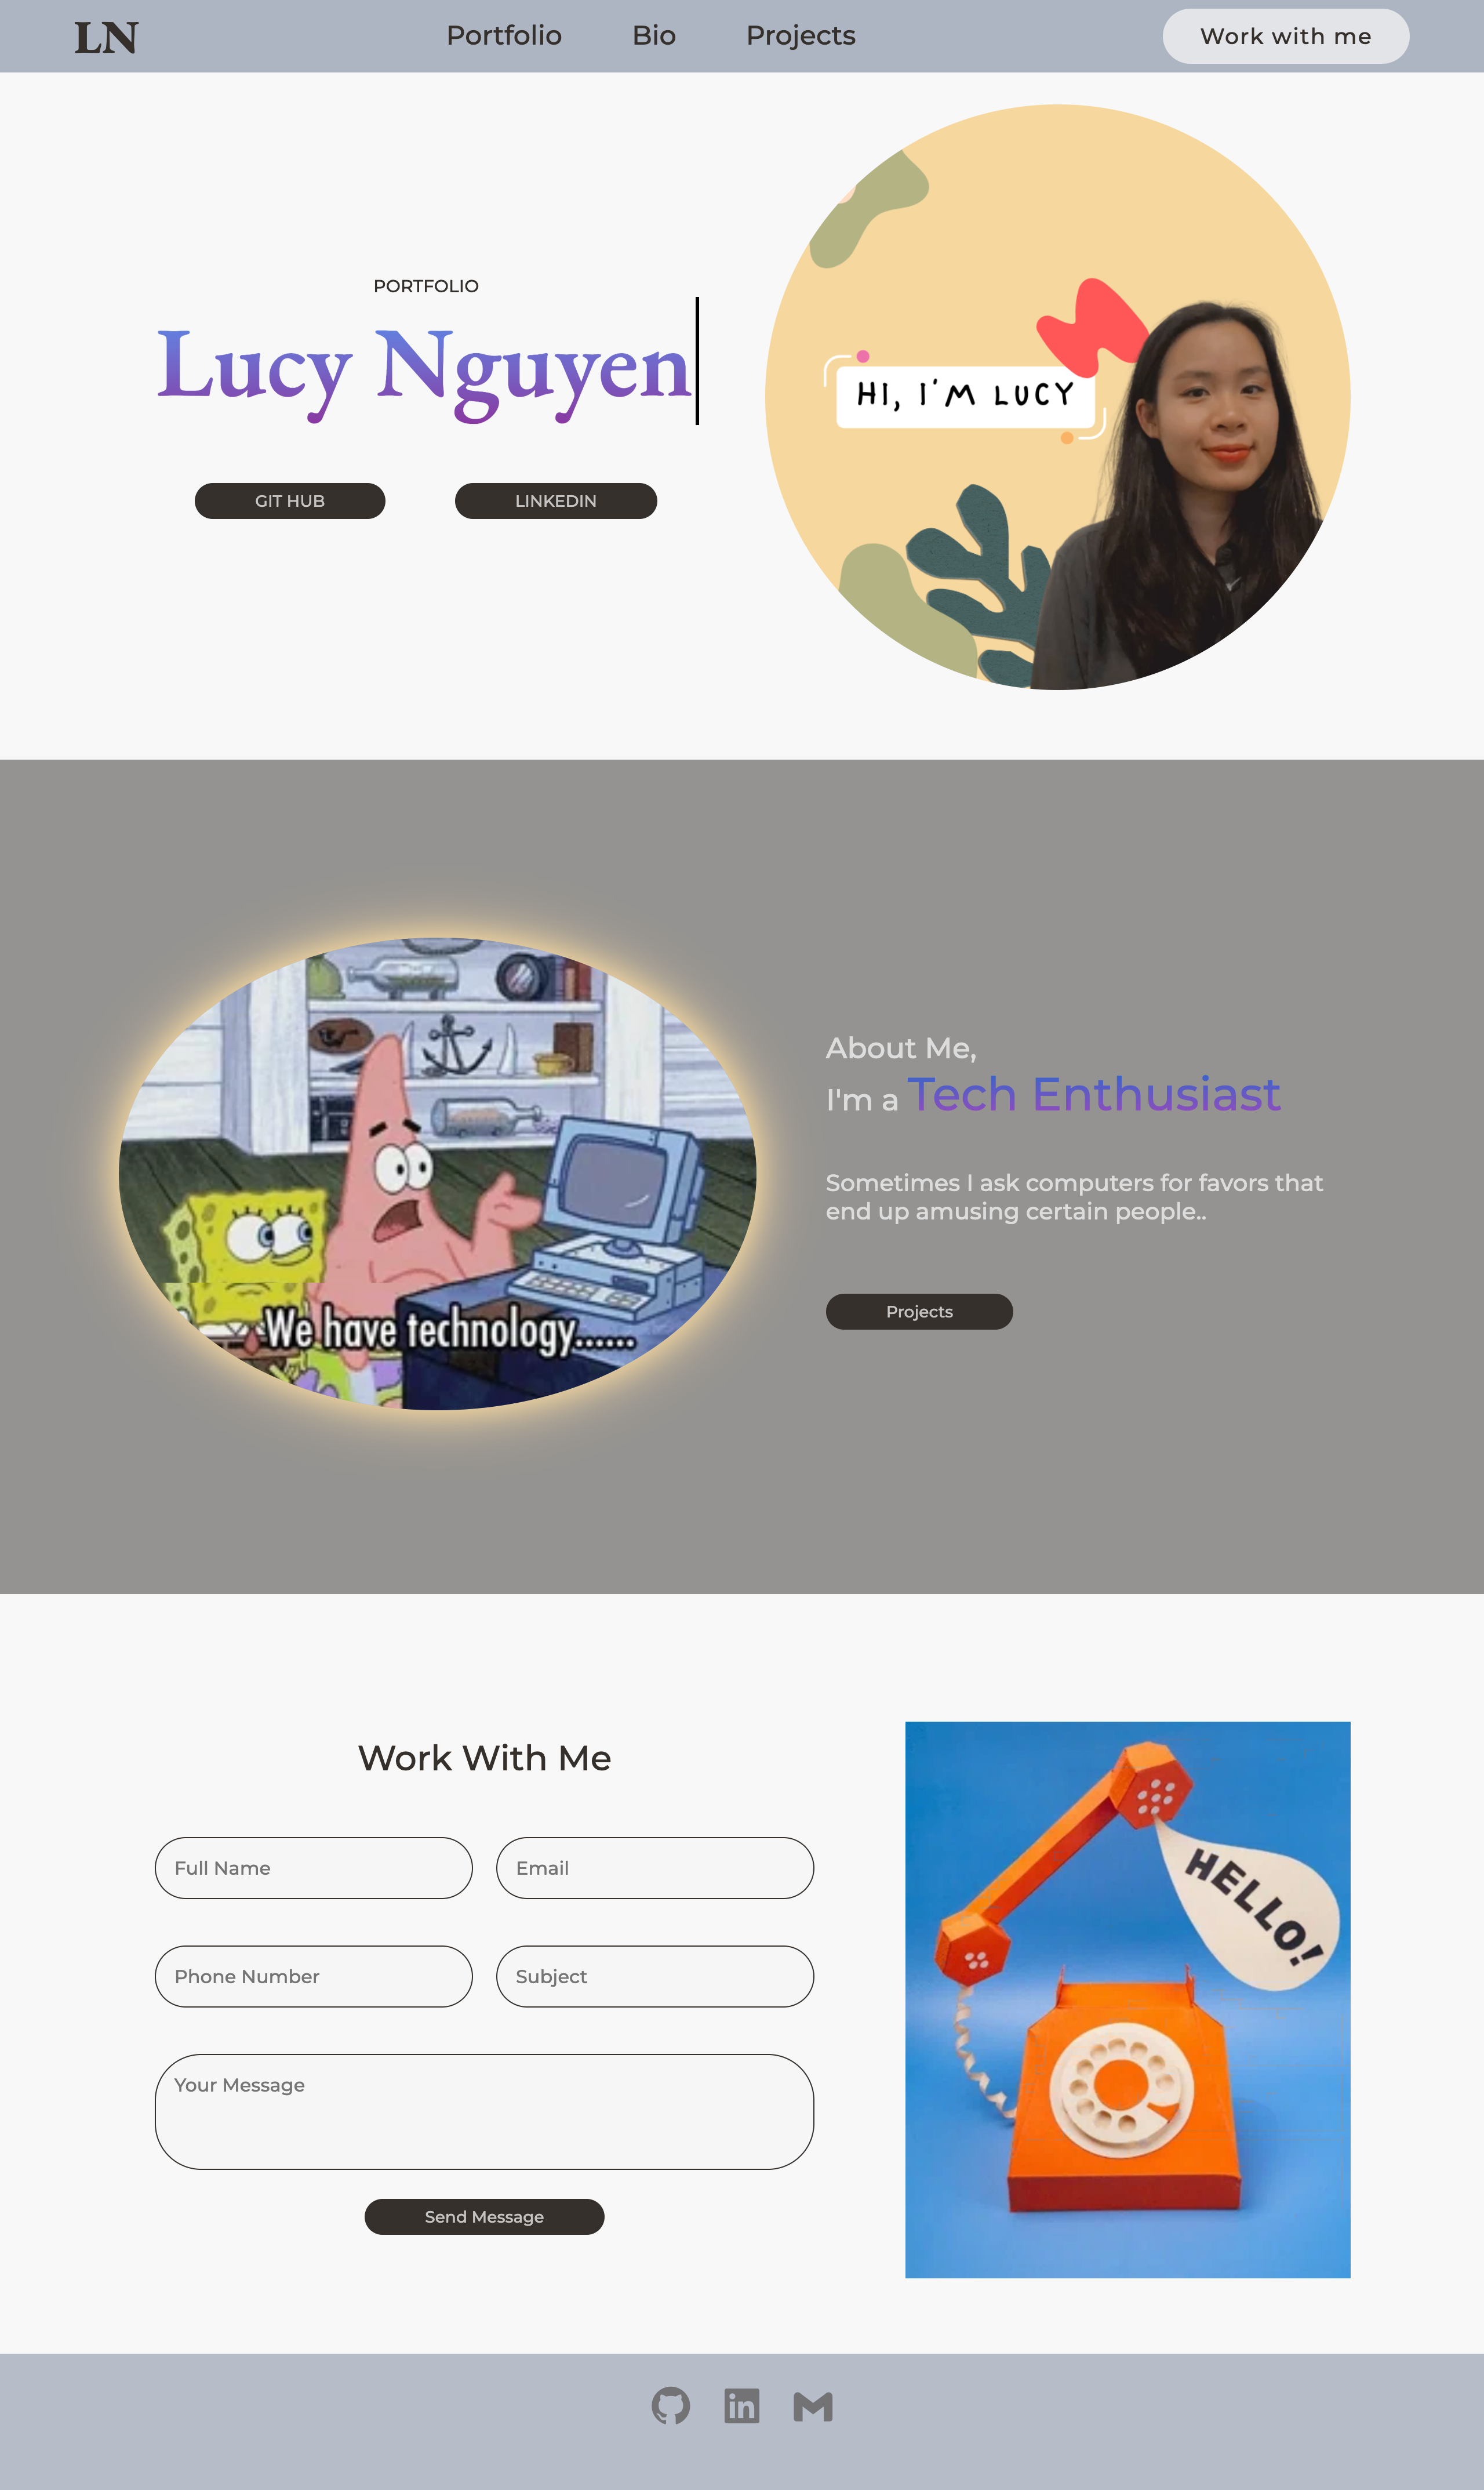 LN
Portfolio
Bio
Projects
Work with me
PORTFOLIO
Lucy Nguyen
GIT HUB
LINKEDIN
HI, I'M LUCY
We have technology......
About Me,
I'm a Tech Enthusiast
Sometimes I ask computers for favors that
end up amusing certain people..
Projects
Work With Me
Full Name
Email
Phone Number
Subject
Your Message
Send Message
HELLO!
in